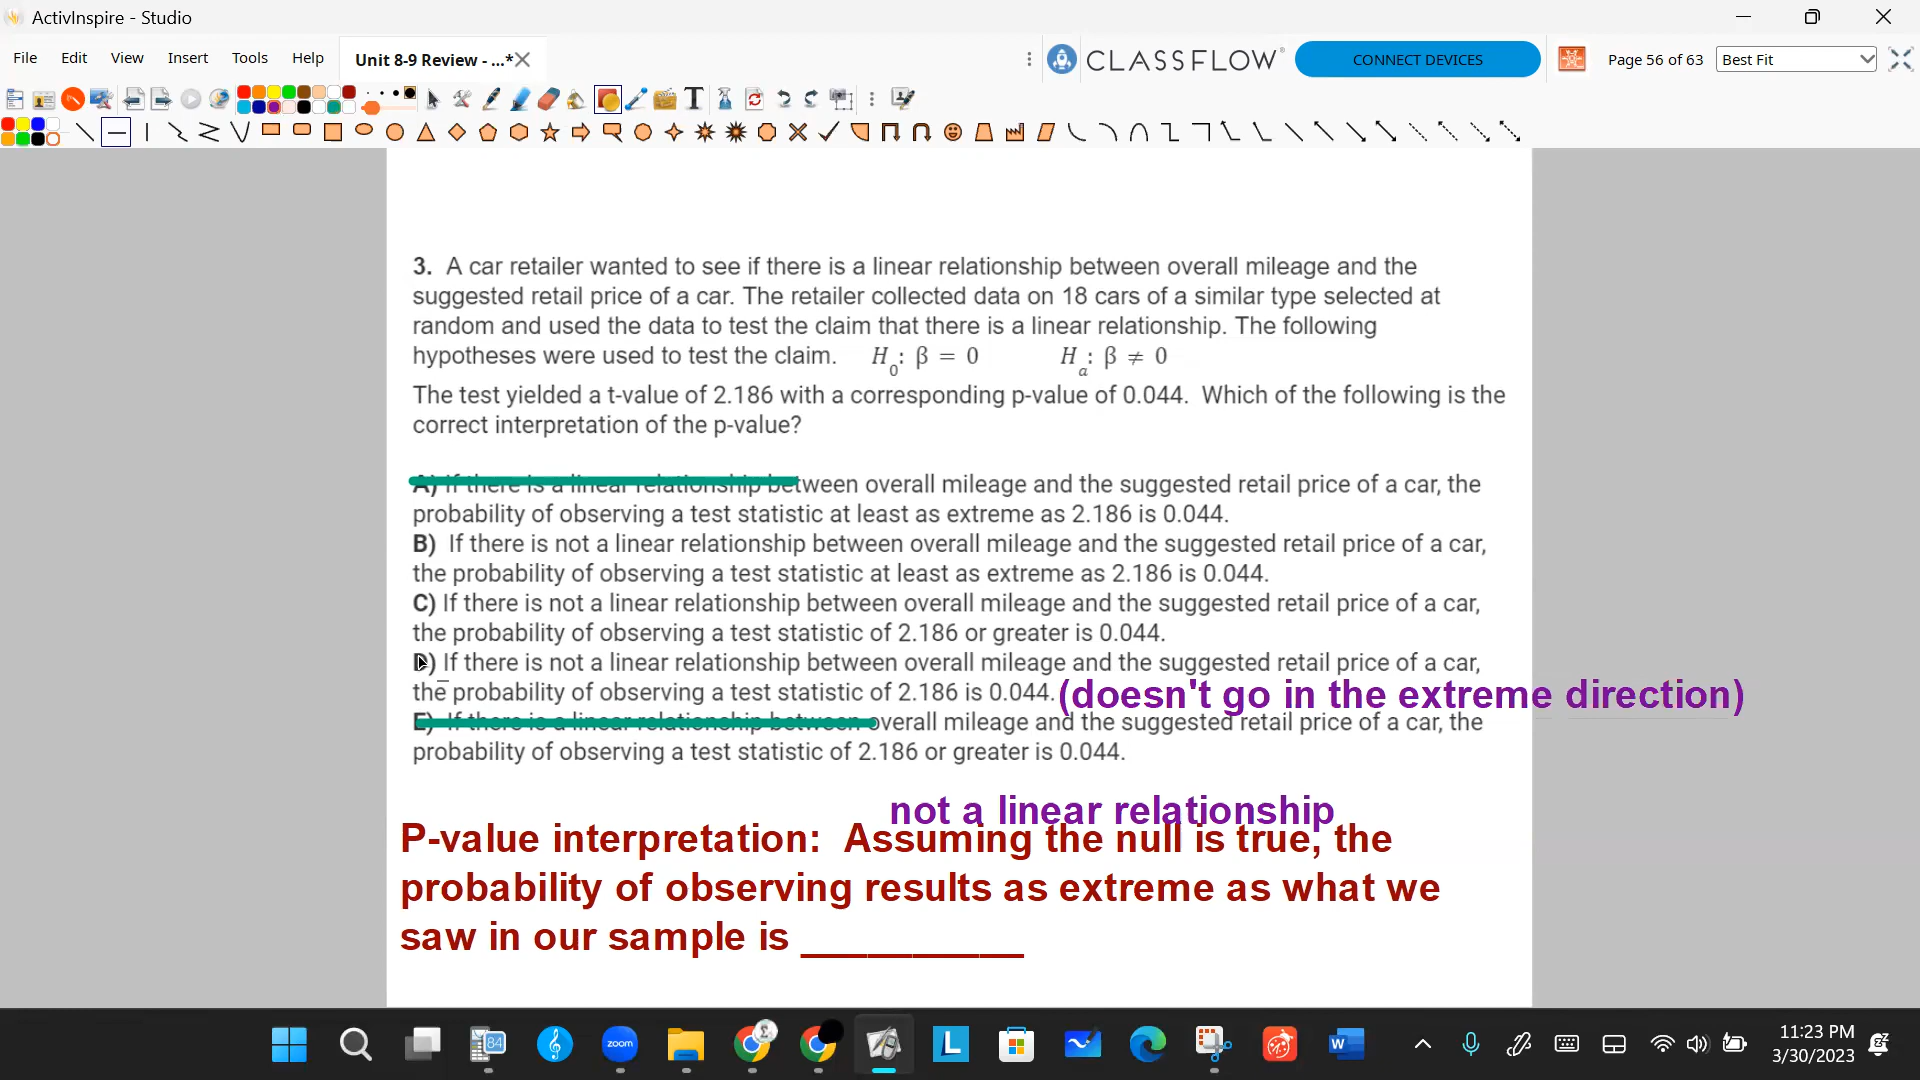 ActivInspire - Studio
File Edit View Insert Tools Help Unit 8-9 Review - ...* CLASSFLOW CONNECT DEVICES Page 56 of 63 Best Fit
3. A car retailer wanted to see if there is a linear relationship between overall mileage and the
suggested retail price of a car. The retailer collected data on 18 cars of a similar type selected at
random and used the data to test the claim that there is a linear relationship. The following
hypotheses were used to test the claim. H₀: β = 0 Hₐ: β ≠ 0
The test yielded a t-value of 2.186 with a corresponding p-value of 0.044. Which of the following is the
correct interpretation of the p-value?
A) If there is a linear relationship between overall mileage and the suggested retail price of a car, the
probability of observing a test statistic at least as extreme as 2.186 is 0.044.
B) If there is not a linear relationship between overall mileage and the suggested retail price of a car,
the probability of observing a test statistic at least as extreme as 2.186 is 0.044.
C) If there is not a linear relationship between overall mileage and the suggested retail price of a car,
the probability of observing a test statistic of 2.186 or greater is 0.044.
D) If there is not a linear relationship between overall mileage and the suggested retail price of a car,
the probability of observing a test statistic of 2.186 is 0.044. (doesn't go in the extreme direction)
E) If there is a linear relationship between overall mileage and the suggested retail price of a car, the
probability of observing a test statistic of 2.186 or greater is 0.044.
not a linear relationship
P-value interpretation: Assuming the null is true, the
probability of observing results as extreme as what we
saw in our sample is __________
84 zoom Σ L W 11:23 PM
3/30/2023